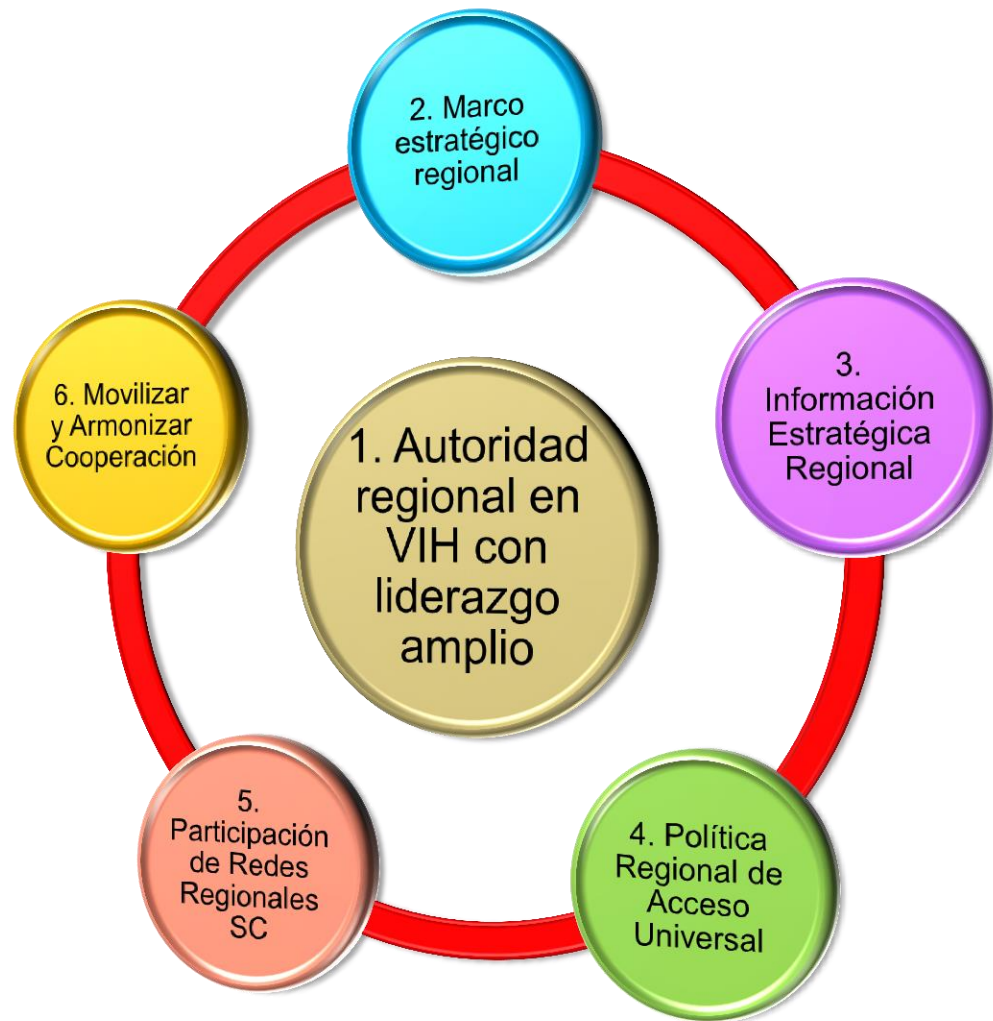 1. Autoridad
regional en
VIH con
liderazgo
amplio
2. Marco
estratégico
regional
3.
Información
Estratégica
Regional
4. Política
Regional de
Acceso
Universal
5.
Participación
de Redes
Regionales
SC
6. Movilizar
y Armonizar
Cooperación